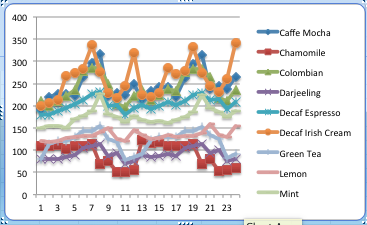 400
350
300
250
200
150
100
50
0
1 3 5 7 9 11 13 15 17 19 21 23
Caffe Mocha
Chamomile
Colombian
Darjeeling
Decaf Espresso
Decaf Irish Cream
Green Tea
Lemon
Mint